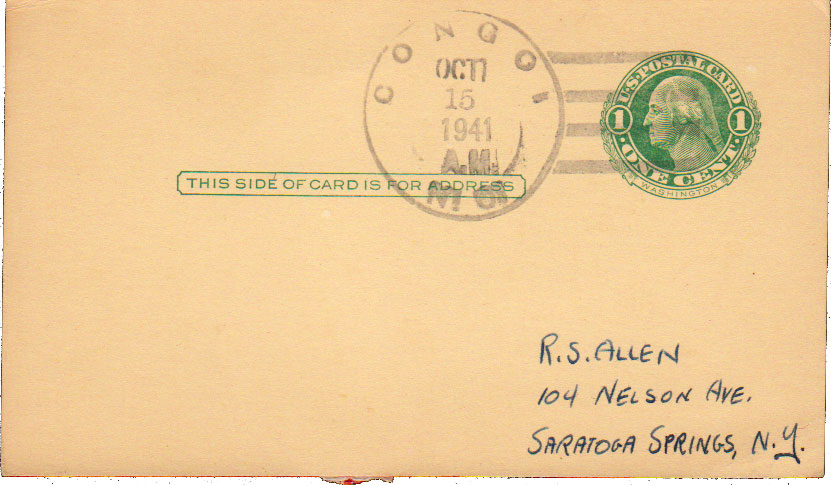 CONGO
OCT
15
1941
A.M.
U.S. POSTAL CARD
1 1
ONE CENT
WASHINGTON
THIS SIDE OF CARD IS FOR ADDRESS
R.S. ALLEN
104 NELSON AVE.
SARATOGA SPRINGS, N.Y.